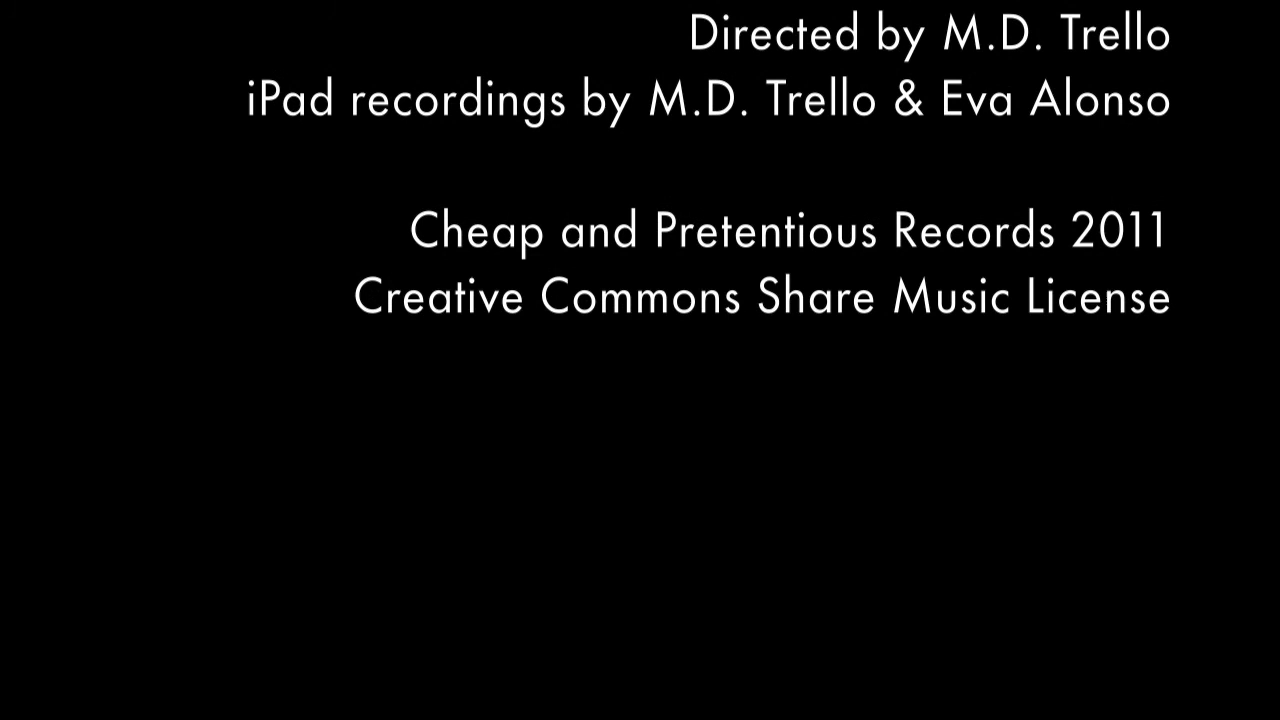 Directed by M.D. Trello
iPad recordings by M.D. Trello & Eva Alonso
Cheap and Pretentious Records 2011
Creative Commons Share Music License